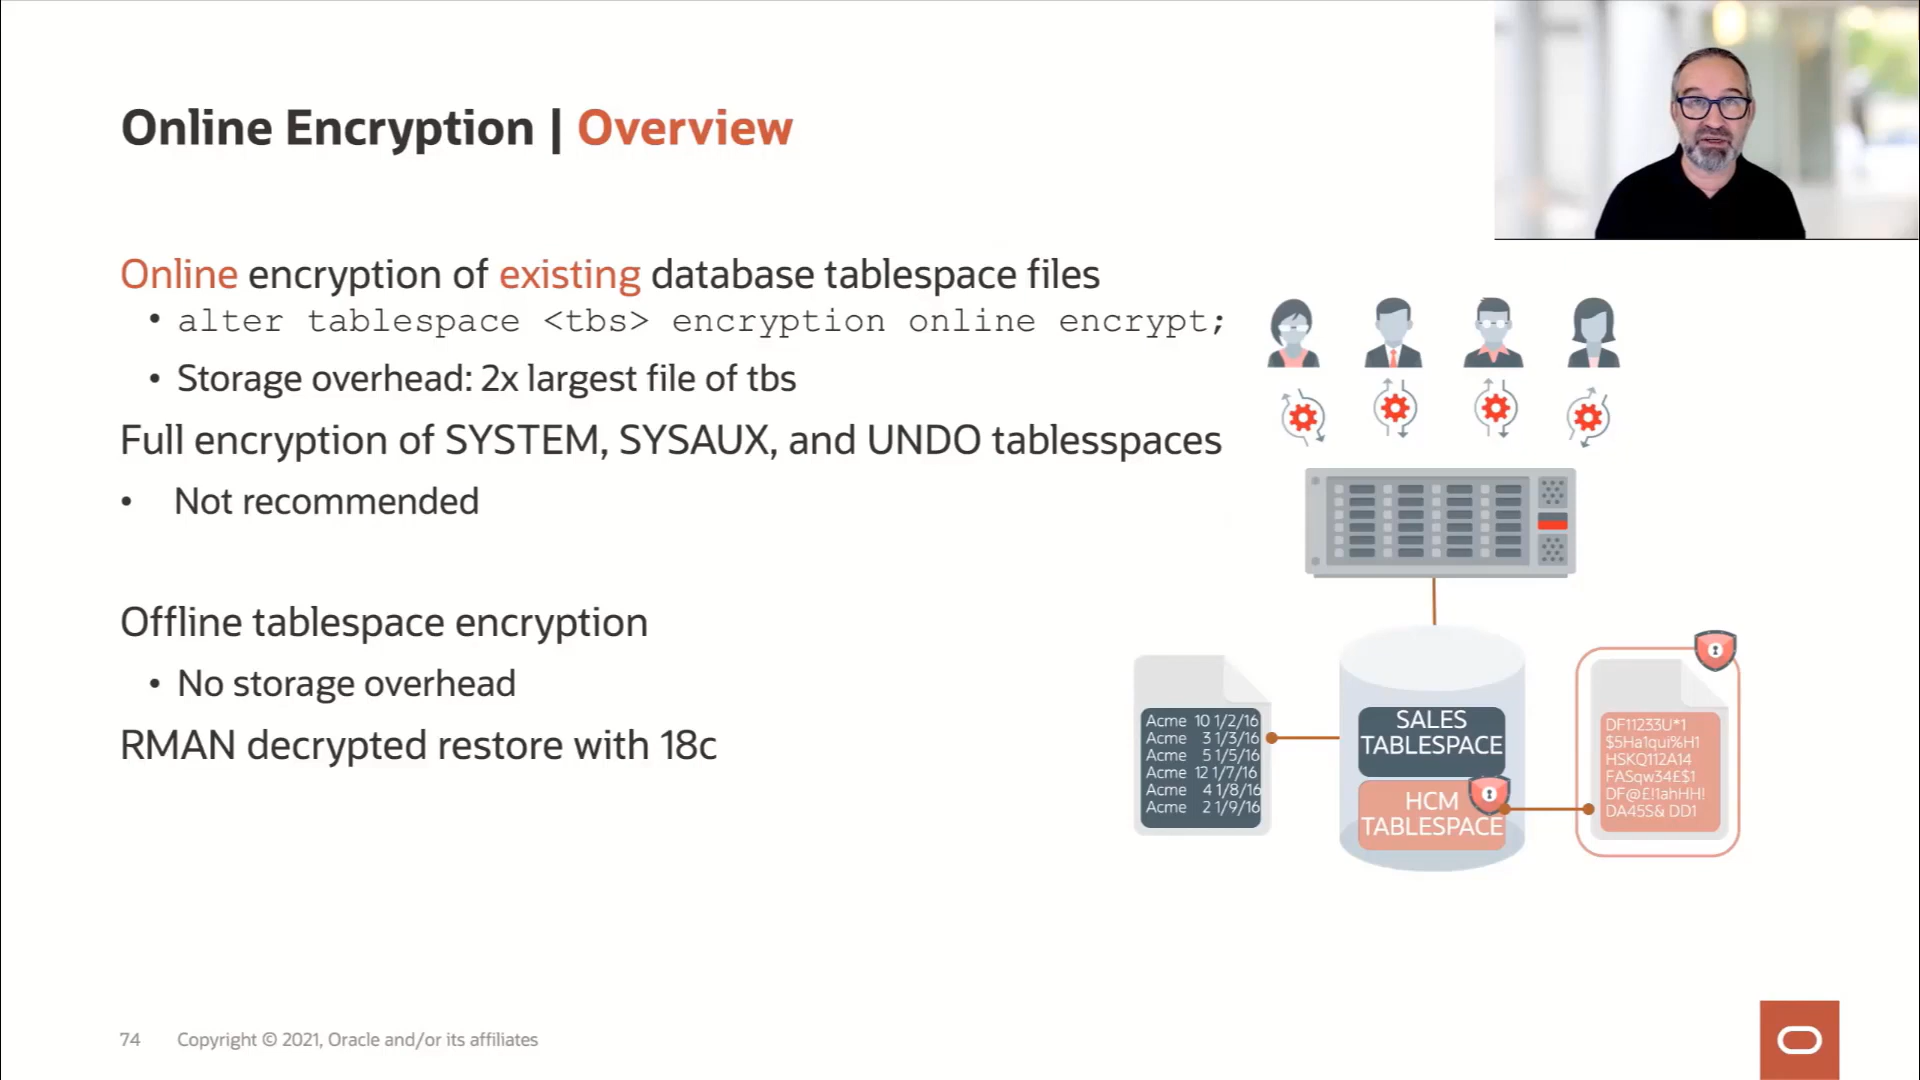 Online Encryption | Overview
Online encryption of existing database tablespace files
• alter tablespace <tbs> encryption online encrypt;
• Storage overhead: 2x largest file of tbs
Full encryption of SYSTEM, SYSAUX, and UNDO tablesspaces
• Not recommended
Offline tablespace encryption
• No storage overhead
RMAN decrypted restore with 18c
Acme 10 1/2/16
Acme 3 1/3/16
Acme 5 1/5/16
Acme 12 1/7/16
Acme 4 1/8/16
Acme 2 1/9/16
SALES
TABLESPACE
HCM
TABLESPACE
DF11233U*1
$5Ha1qui%H1
HSKQ112A14
FASqw34£$1
DF@£!1ahHH!
DA45S& DD1
74 Copyright © 2021, Oracle and/or its affiliates